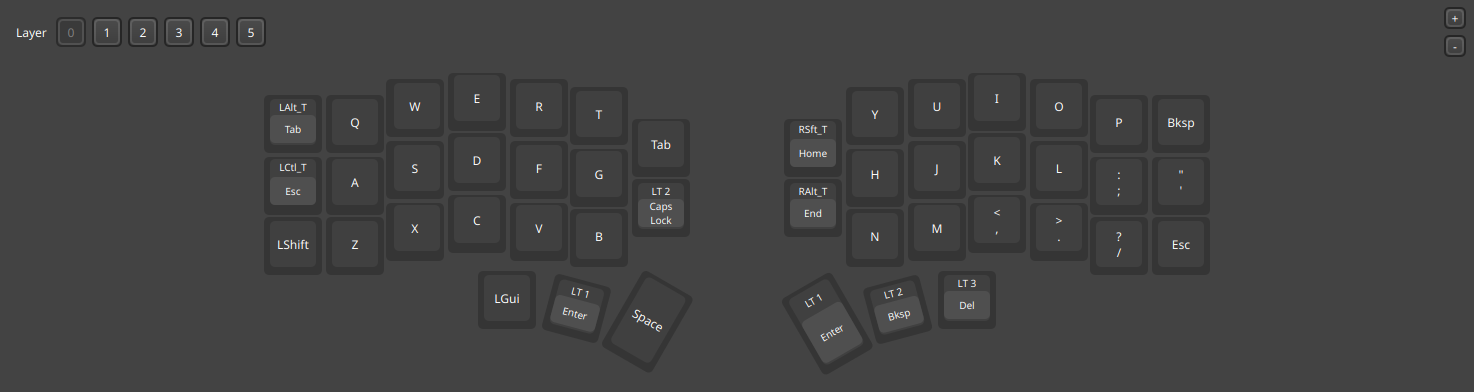 Layer 0 1 2 3 4 5
+
-
LAlt_T
Tab
Q
W
E
R
T
Tab
RSft_T
Home
Y
U
I
O
P
Bksp
LCtl_T
Esc
A
S
D
F
G
LT 2
Caps
Lock
RAlt_T
End
H
J
K
L
:
;
"
'
LShift
Z
X
C
V
B
N
M
<
,
>
.
?
/
Esc
LGui
LT 1
Enter
Space
LT 1
Enter
LT 2
Bksp
LT 3
Del